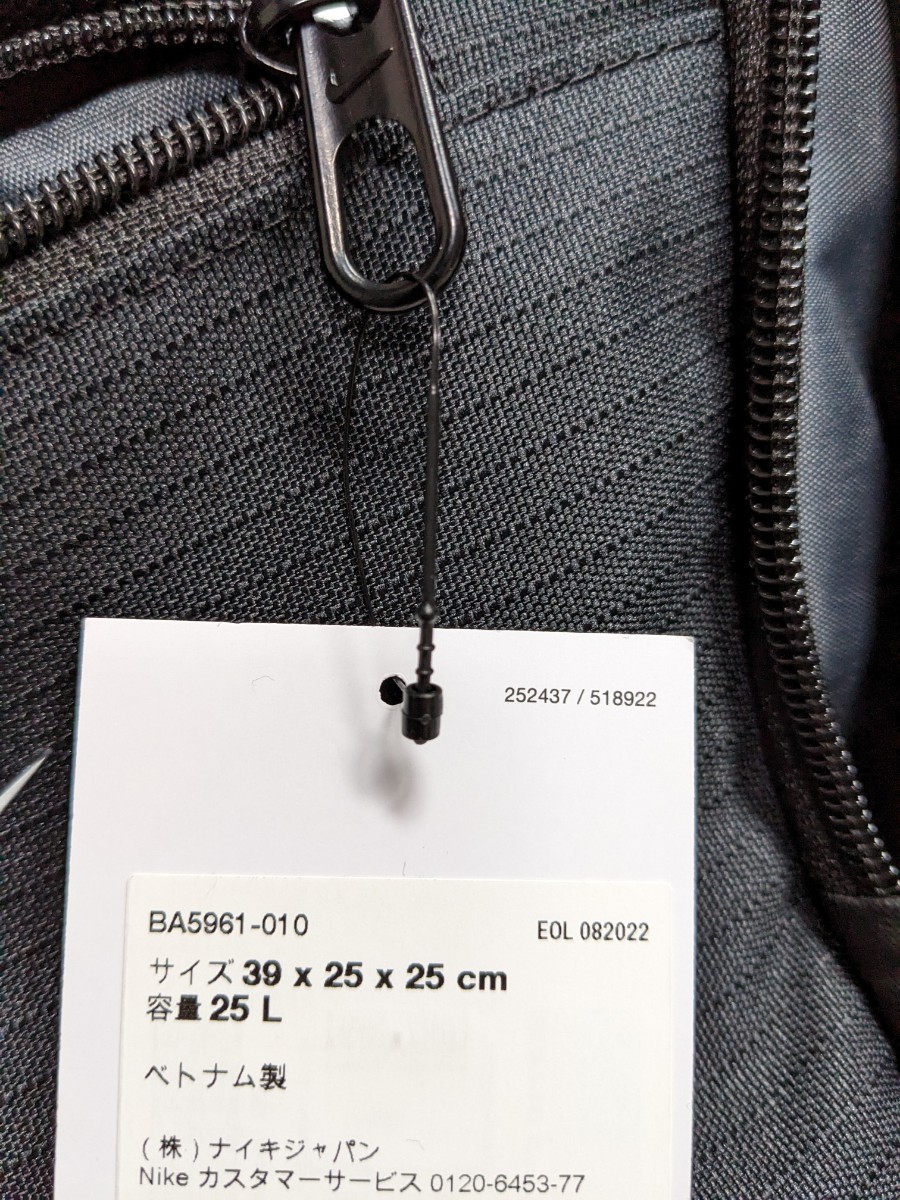 252437 / 518922
BA5961-010 EOL 082022
サイズ 39 x 25 x 25 cm
容量 25 L
ベトナム製
(株)ナイキジャパン
Nike カスタマーサービス 0120-6453-77